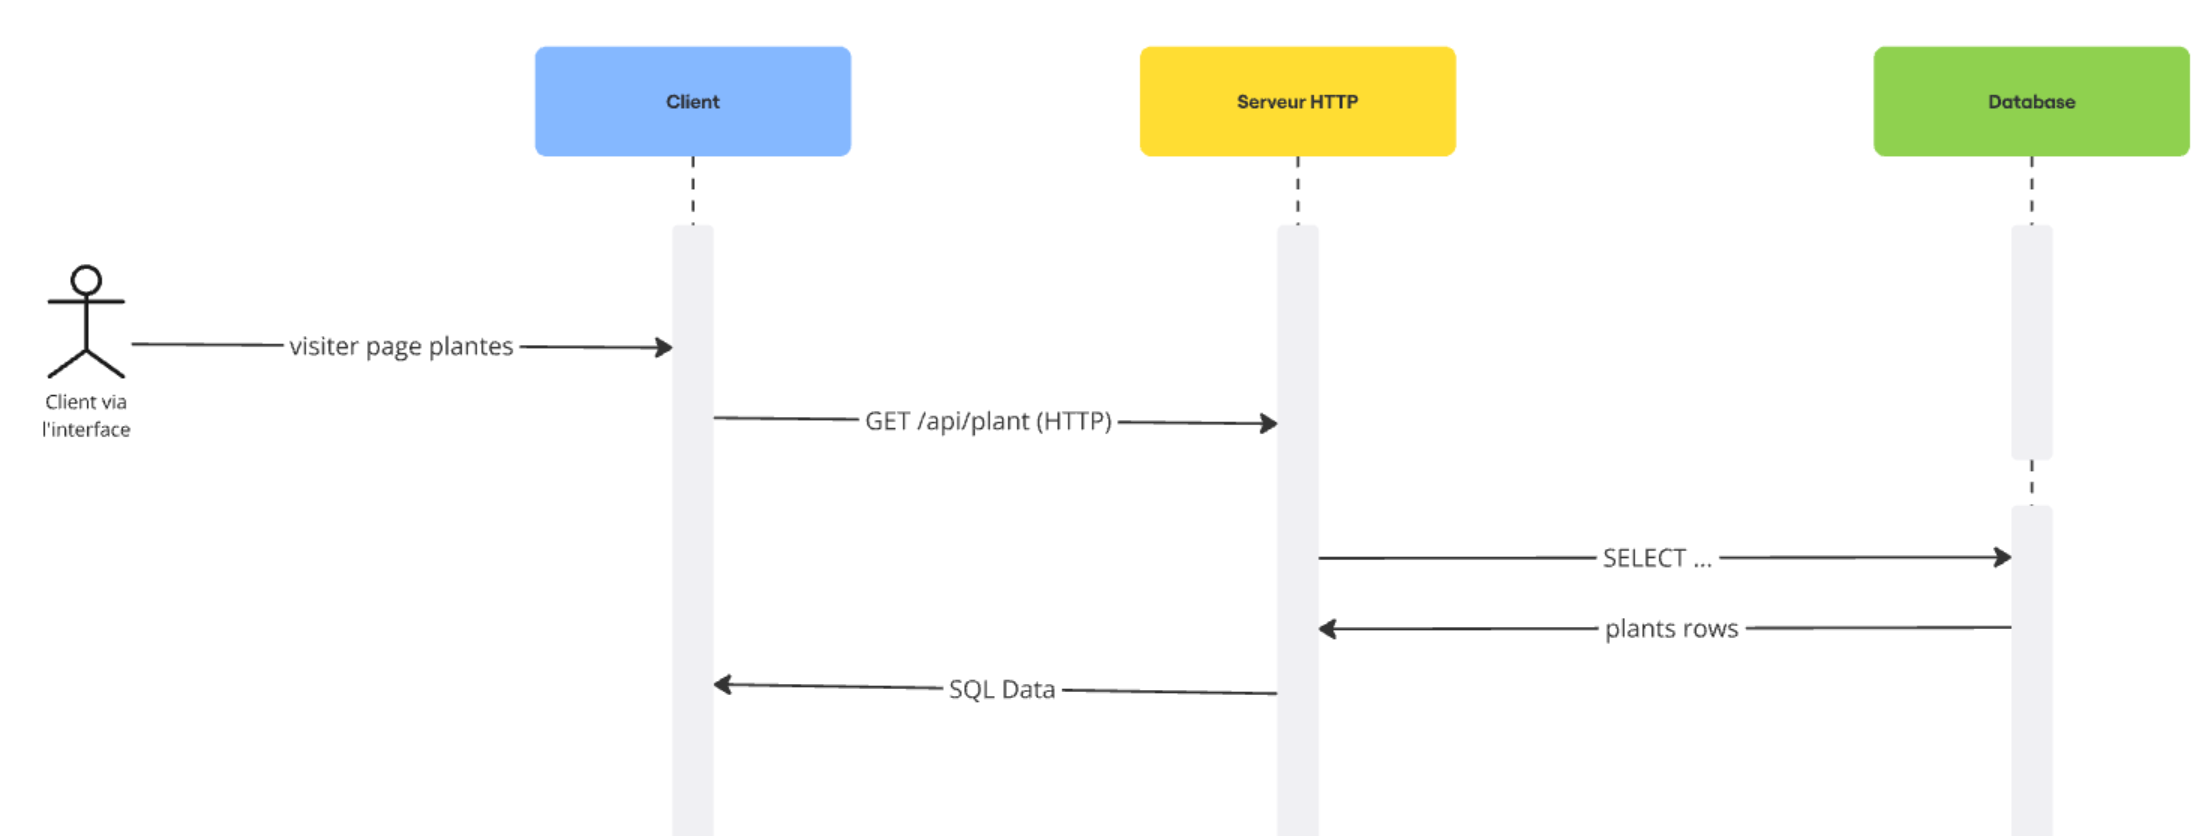 Client
Serveur HTTP
Database
visiter page plantes
Client via
l'interface
GET /api/plant (HTTP)
SELECT ...
plants rows
SQL Data